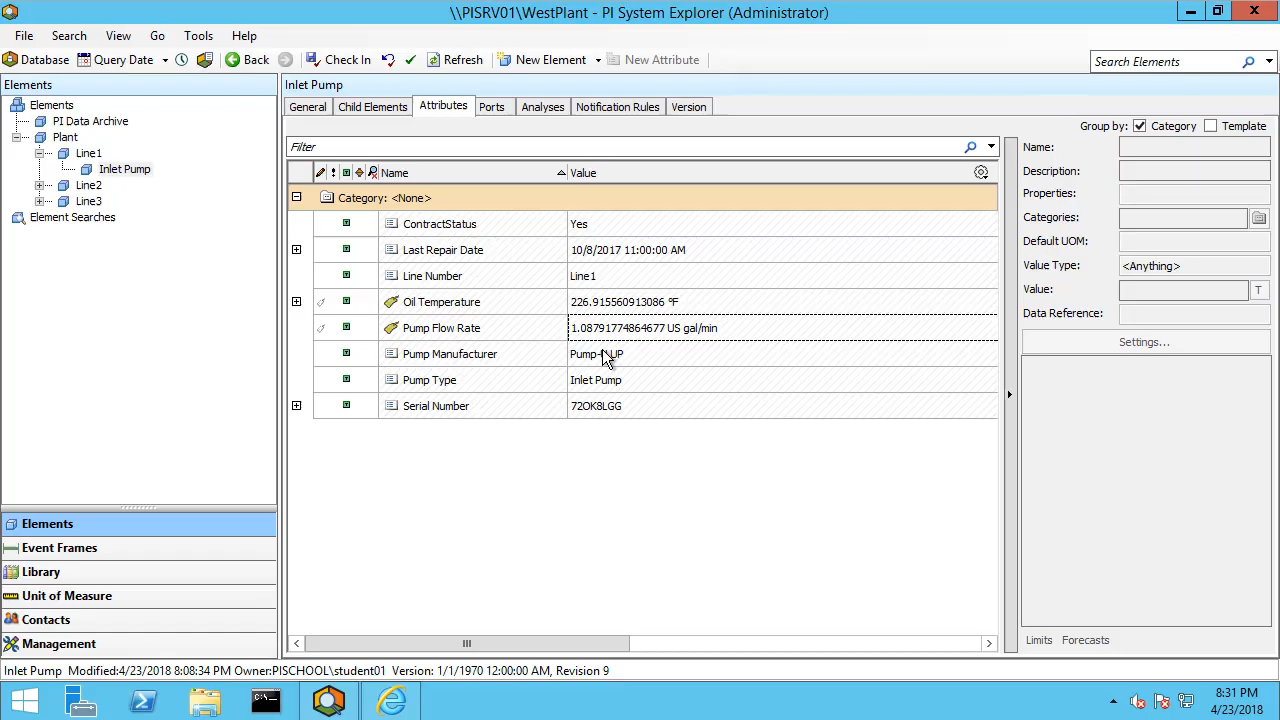 \\PISRV01\WestPlant - PI System Explorer (Administrator)
File Search View Go Tools Help
Database Query Date Back Check In Refresh New Element New Attribute Search Elements
Elements
Elements
PI Data Archive
Plant
Line1
Inlet Pump
Line2
Line3
Element Searches
Elements
Event Frames
Library
Unit of Measure
Contacts
Management
Inlet Pump
General Child Elements Attributes Ports Analyses Notification Rules Version
Group by: Category Template
Filter
Name Value
Category: <None>
ContractStatus Yes
Last Repair Date 10/8/2017 11:00:00 AM
Line Number Line1
Oil Temperature 226.915560913086 °F
Pump Flow Rate 1.08791774864677 US gal/min
Pump Manufacturer
Pump Type Inlet Pump
Serial Number 72OK8LGG
Name:
Description:
Properties:
Categories:
Default UOM:
Value Type: <Anything>
Value:
Data Reference:
Settings...
Limits Forecasts
Inlet Pump Modified:4/23/2018 8:08:34 PM Owner:PISCHOOL\student01 Version: 1/1/1970 12:00:00 AM, Revision 9
8:31 PM
4/23/2018